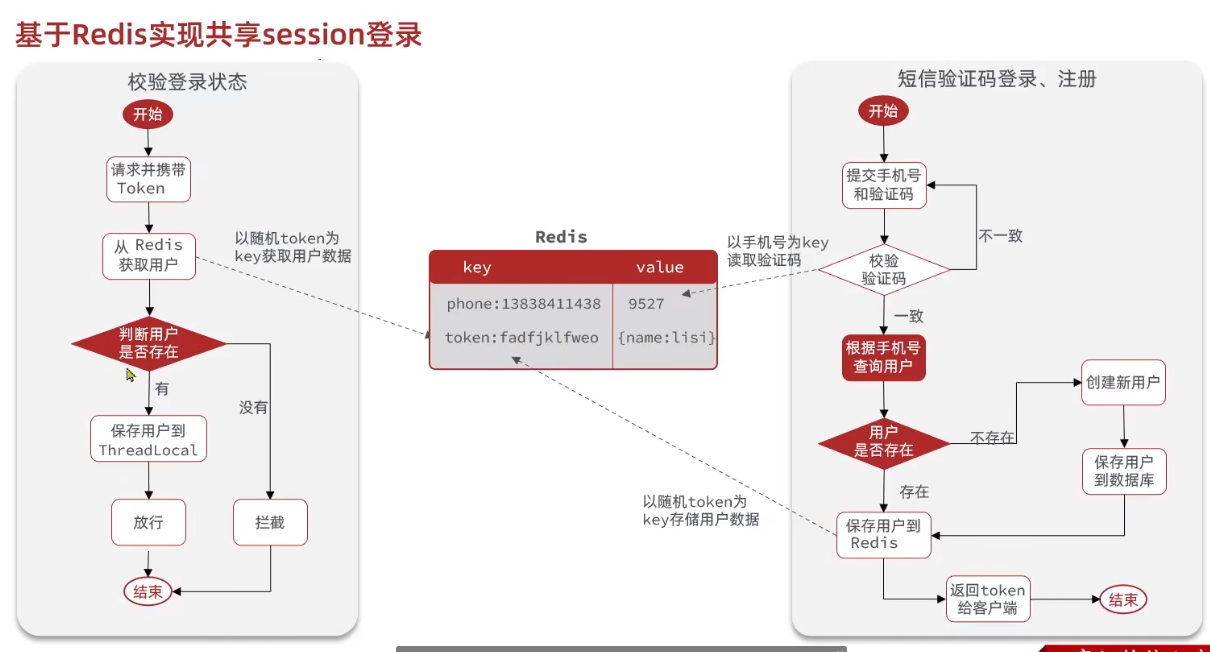 基于Redis实现共享session登录
校验登录状态
开始
请求并携带
Token
从 Redis
获取用户
以随机token为
key获取用户数据
判断用户
是否存在
有
没有
保存用户到
ThreadLocal
放行
拦截
结束
Redis
key value
phone:13838411438 9527
token:fadfjklfweo {name:lisi}
以手机号为key
读取验证码
以随机token为
key存储用户数据
短信验证码登录、注册
开始
提交手机号
和验证码
不一致
校验
验证码
一致
根据手机号
查询用户
用户
是否存在
不存在
创建新用户
保存用户
到数据库
存在
保存用户到
Redis
返回token
给客户端
结束